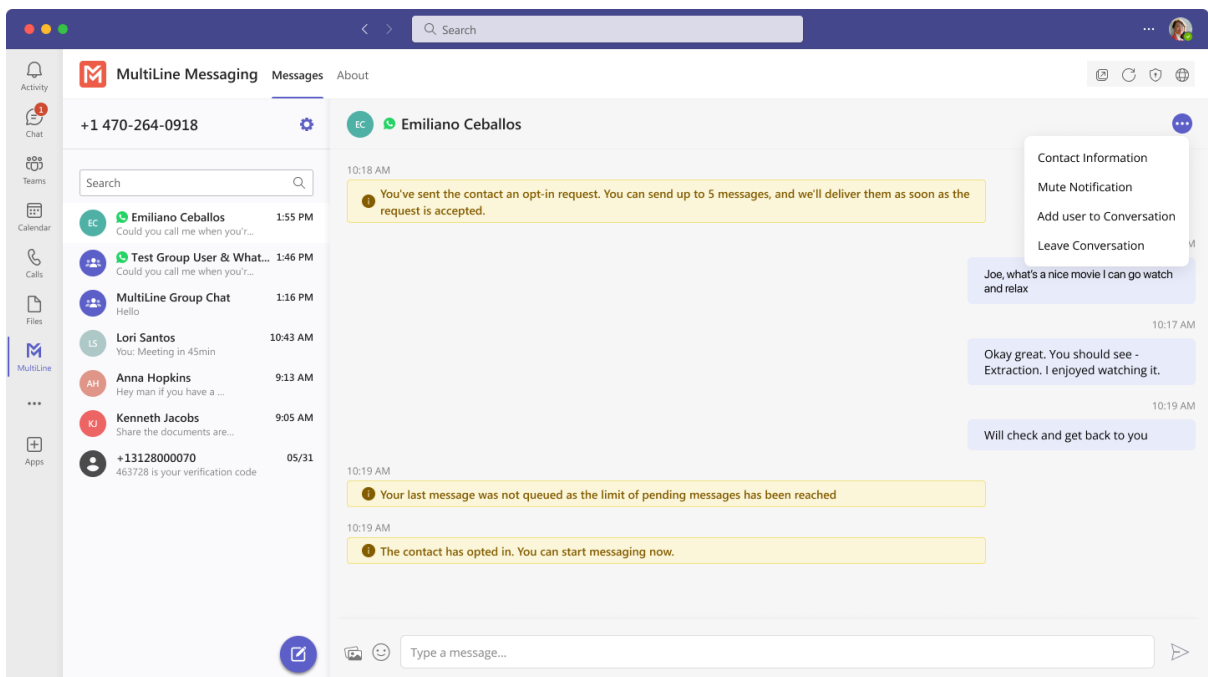 Search
Activity
1
Chat
Teams
Calendar
Calls
Files
MultiLine
Apps
MultiLine Messaging
Messages
About
+1 470-264-0918
Search
EC
Emiliano Ceballos
1:55 PM
Could you call me when you'r...
Test Group User & What...
1:46 PM
Could you call me when you'r...
MultiLine Group Chat
1:16 PM
Hello
LS
Lori Santos
10:43 AM
You: Meeting in 45min
AH
Anna Hopkins
9:13 AM
Hey man if you have a ...
KJ
Kenneth Jacobs
9:05 AM
Share the documents are...
+13128000070
05/31
463728 is your verification code
EC
Emiliano Ceballos
Contact Information
Mute Notification
Add user to Conversation
Leave Conversation
10:18 AM
You've sent the contact an opt-in request. You can send up to 5 messages, and we'll deliver them as soon as the
request is accepted.
M
Joe, what's a nice movie I can go watch
and relax
10:17 AM
Okay great. You should see -
Extraction. I enjoyed watching it.
10:19 AM
Will check and get back to you
10:19 AM
Your last message was not queued as the limit of pending messages has been reached
10:19 AM
The contact has opted in. You can start messaging now.
Type a message...